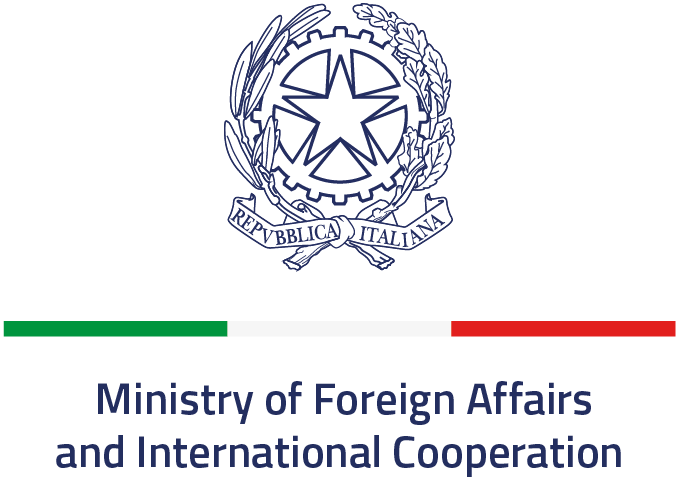 REPVBBLICA ITALIANA
Ministry of Foreign Affairs
and International Cooperation